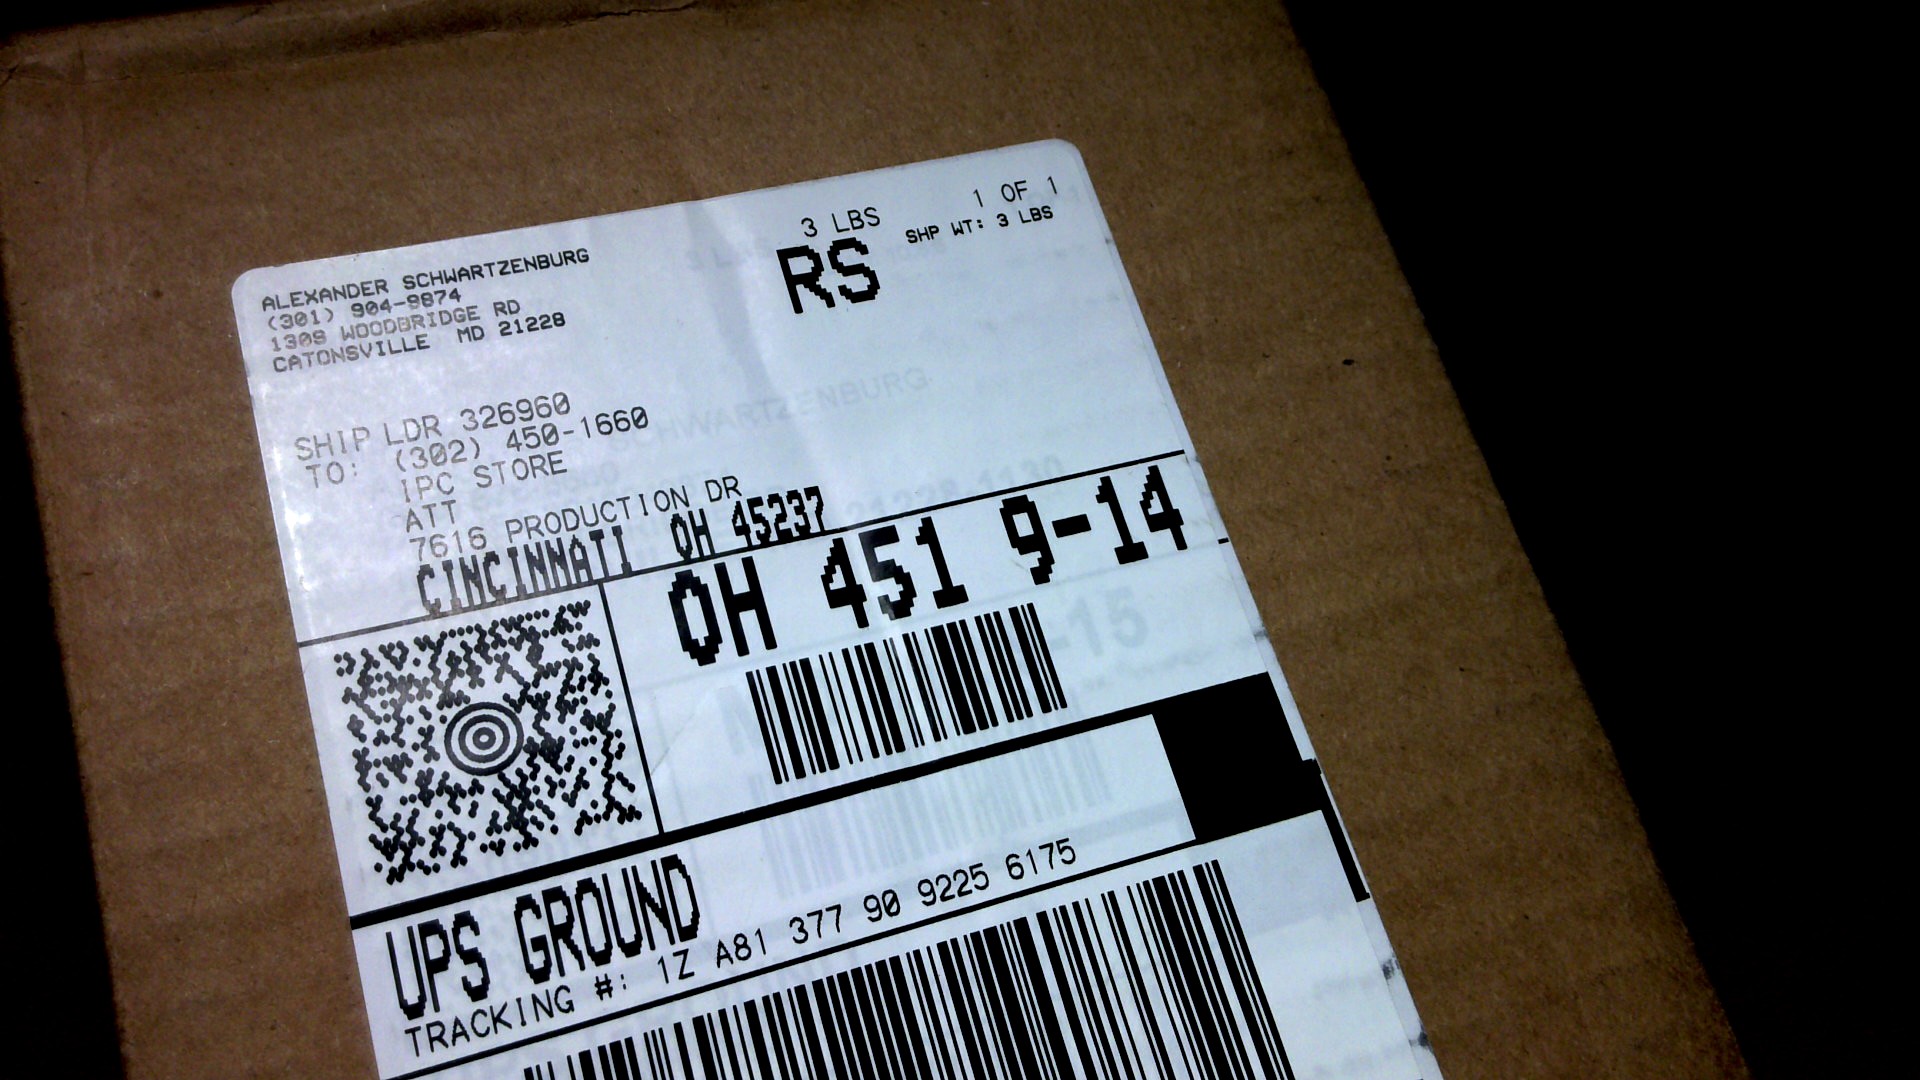 ALEXANDER SCHWARTZENBURG
(301) 904-9874
1309 WOODBRIDGE RD
CATONSVILLE MD 21228
3 LBS
1 OF 1
RS
SHP WT: 3 LBS
SHIP LDR 326960
TO: (302) 450-1660
IPC STORE
ATT
7616 PRODUCTION DR
CINCINNATI OH 45237
OH 451 9-14
UPS GROUND
TRACKING #: 1Z A81 377 90 9225 6175
SCHWARTZENBURG
-15